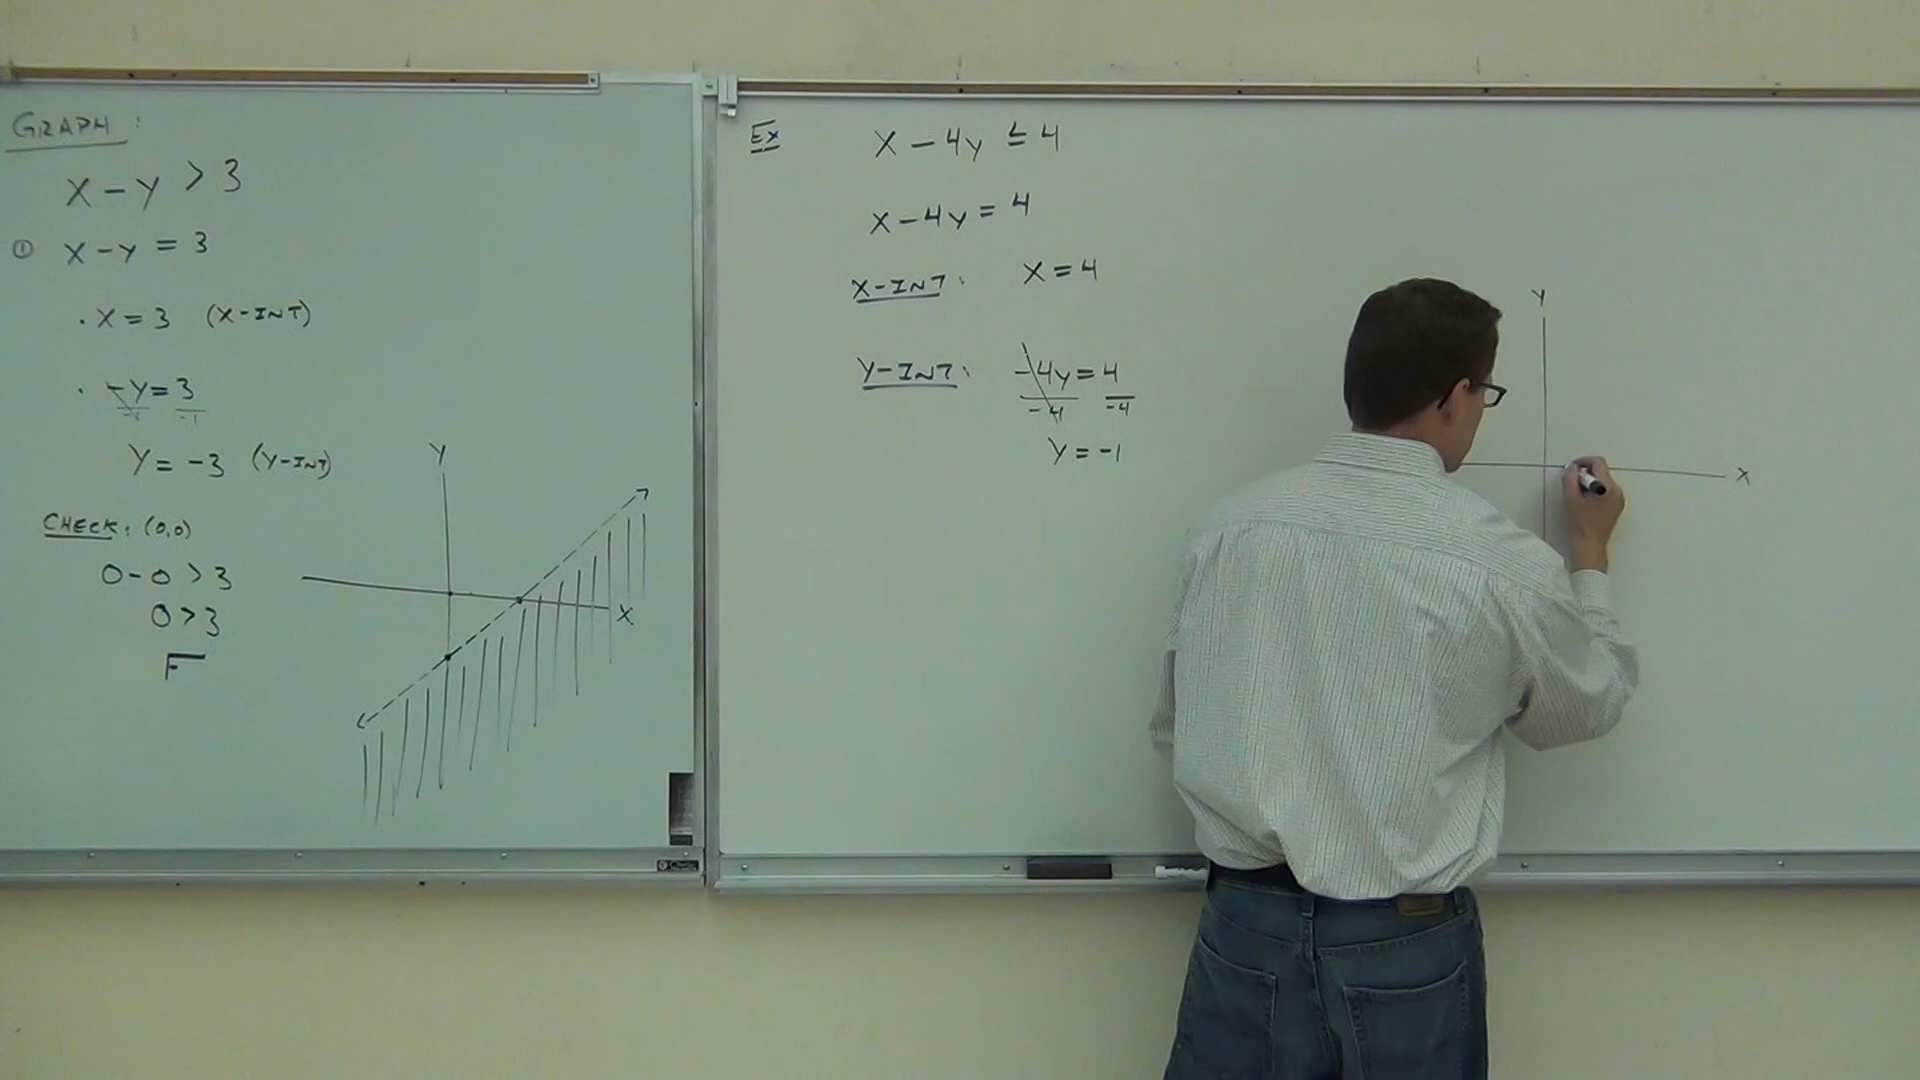 GRAPH:
X - Y > 3
① X - Y = 3
• X = 3 (X-INT)
• -Y = 3
-1 -1
Y = -3 (Y-INT)
CHECK: (0,0)
0 - 0 > 3
0 > 3
F
Y
X
Ex X - 4y ≤ 4
X - 4y = 4
X-INT: X = 4
Y-INT: -4y = 4
-4 -4
Y = -1
Y
X